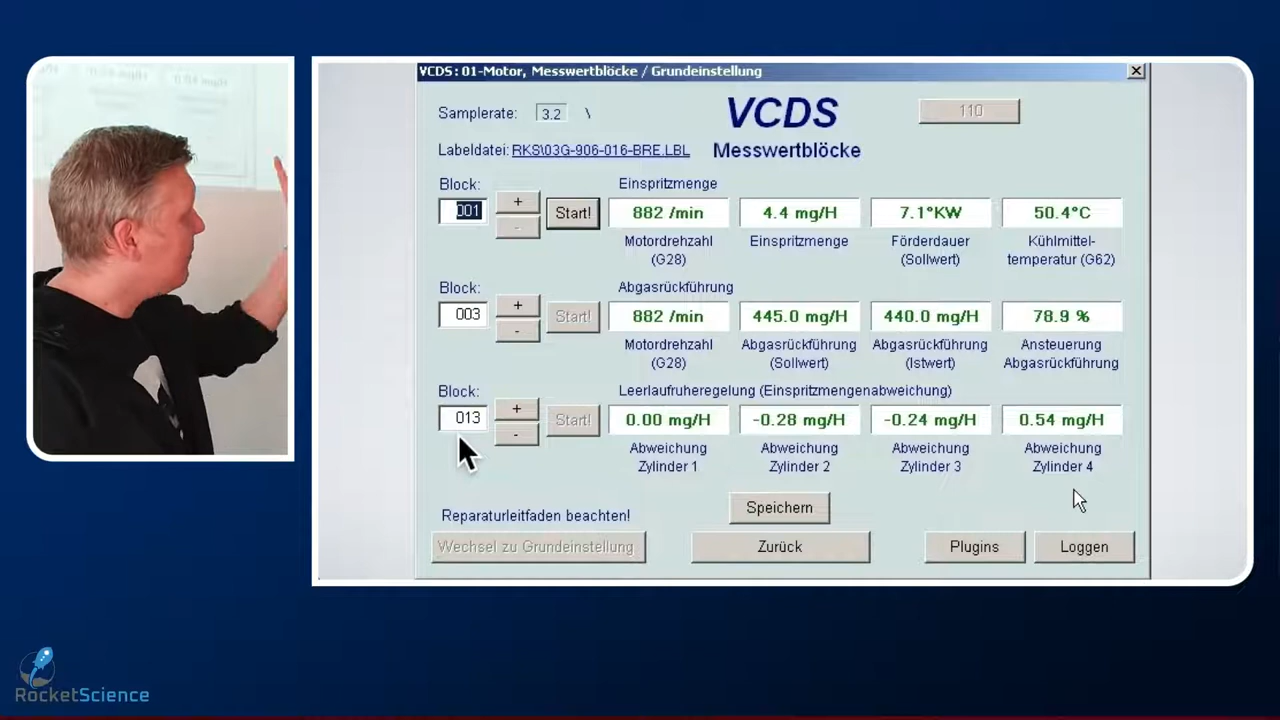 VCDS: 01-Motor, Messwertblöcke / Grundeinstellung
Samplerate: 3.2 \
VCDS
110
Labeldatei: RKS\03G-906-016-BRE.LBL
Messwertblöcke
Block:
001
+
-
Start!
Einspritzmenge
882 /min
4.4 mg/H
7.1°KW
50.4°C
Motordrehzahl
(G28)
Einspritzmenge
Förderdauer
(Sollwert)
Kühlmittel-
temperatur (G62)
Block:
003
+
-
Start!
Abgasrückführung
882 /min
445.0 mg/H
440.0 mg/H
78.9 %
Motordrehzahl
(G28)
Abgasrückführung
(Sollwert)
Abgasrückführung
(Istwert)
Ansteuerung
Abgasrückführung
Block:
013
+
-
Start!
Leerlaufruheregelung (Einspritzmengenabweichung)
0.00 mg/H
-0.28 mg/H
-0.24 mg/H
0.54 mg/H
Abweichung
Zylinder 1
Abweichung
Zylinder 2
Abweichung
Zylinder 3
Abweichung
Zylinder 4
Reparaturleitfaden beachten!
Speichern
Wechsel zu Grundeinstellung
Zurück
Plugins
Loggen
RocketScience